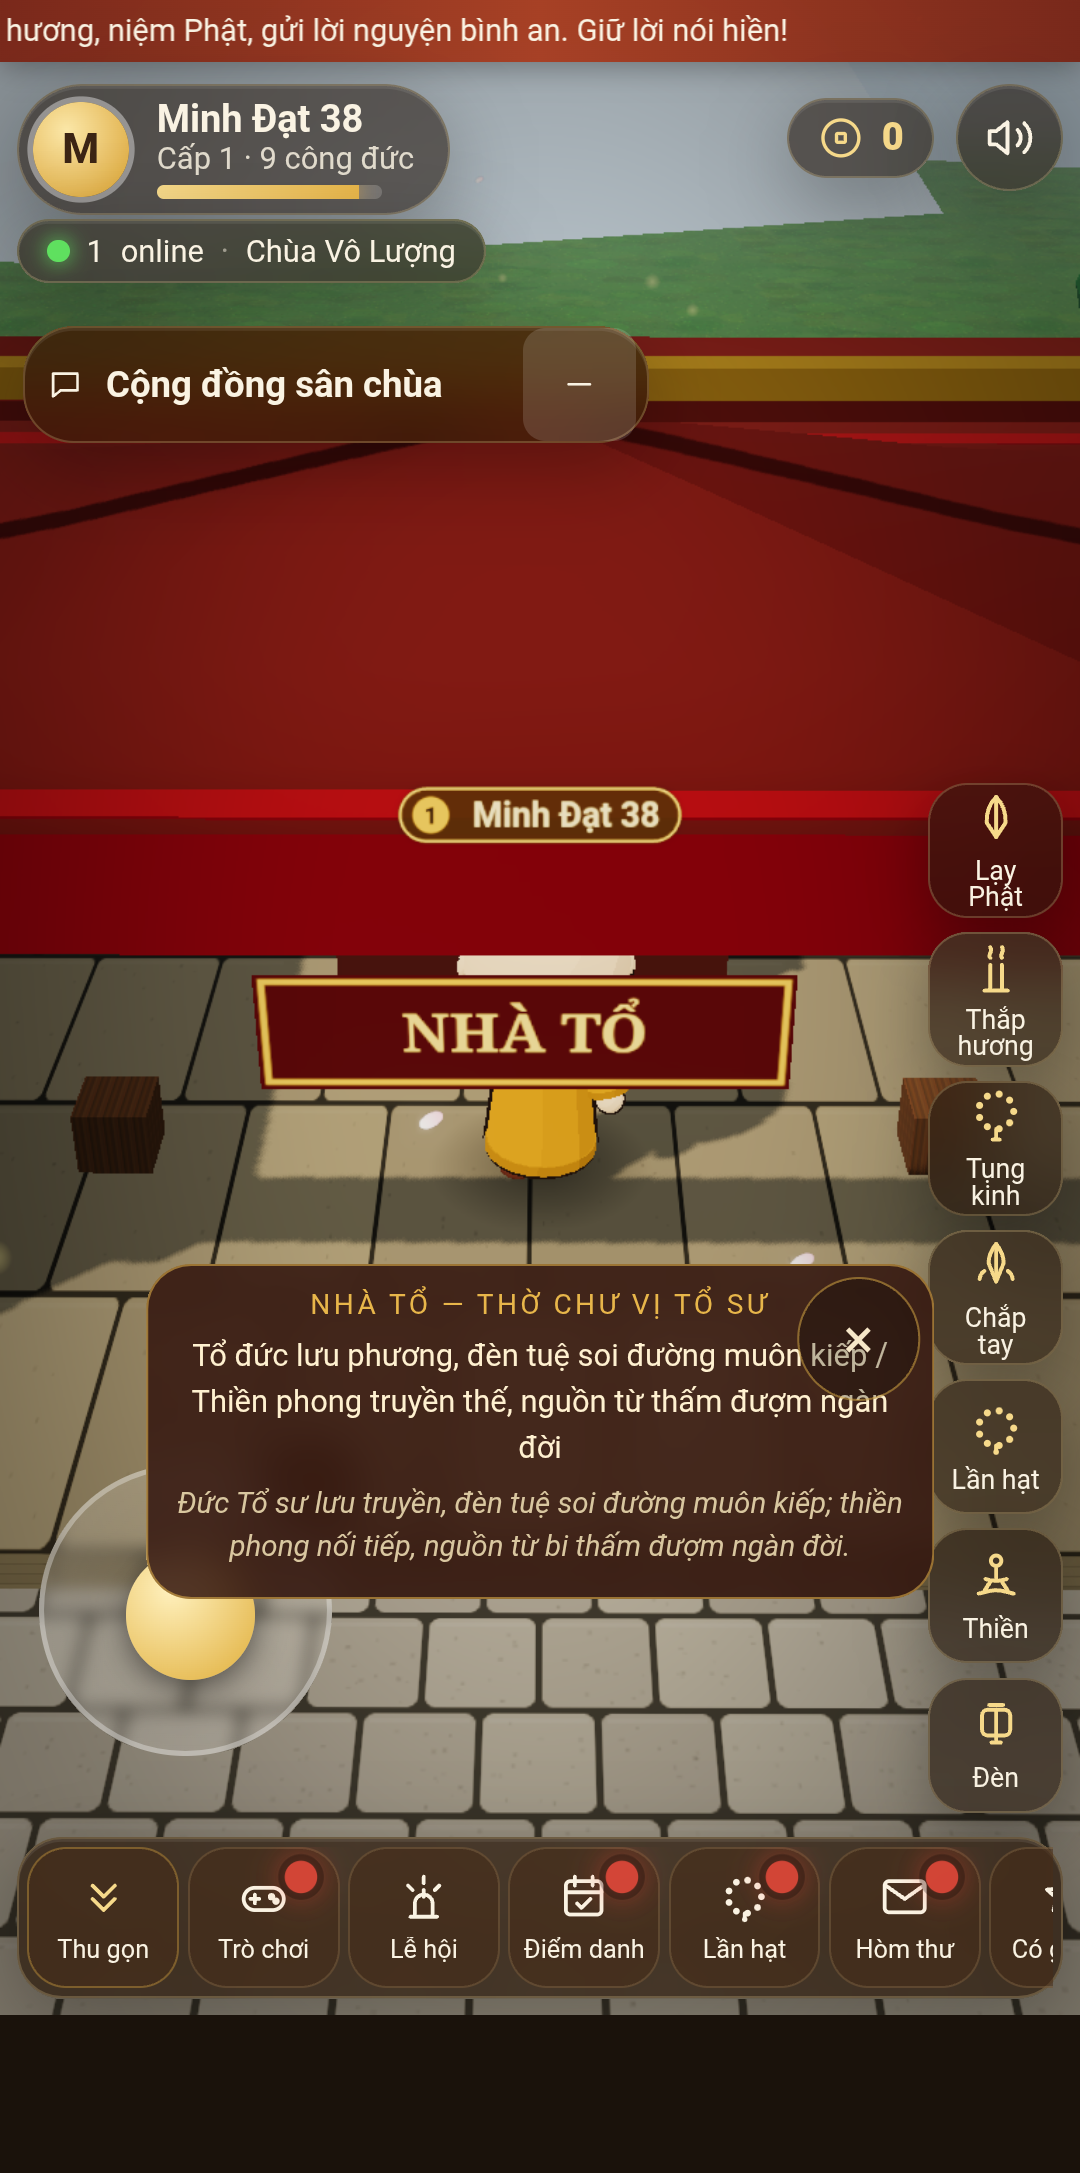 hương, niệm Phật, gửi lời nguyện bình an. Giữ lời nói hiền!
M
Minh Đạt 38
Cấp 1 · 9 công đức
0
1 online · Chùa Vô Lượng
Cộng đồng sân chùa
1 Minh Đạt 38
Lạy
Phật
NHÀ TỔ
Thắp
hương
Tụng
kinh
NHÀ TỔ — THỜ CHƯ VỊ TỔ SƯ
Tổ đức lưu phương, đèn tuệ soi đường muôn kiếp /
Thiền phong truyền thế, nguồn từ thấm đượm ngàn
đời
Đức Tổ sư lưu truyền, đèn tuệ soi đường muôn kiếp; thiền
phong nối tiếp, nguồn từ bi thấm đượm ngàn đời.
Chắp
tay
Lần hạt
Thiền
Đèn
Thu gọn
Trò chơi
Lễ hội
Điểm danh
Lần hạt
Hòm thư
Có